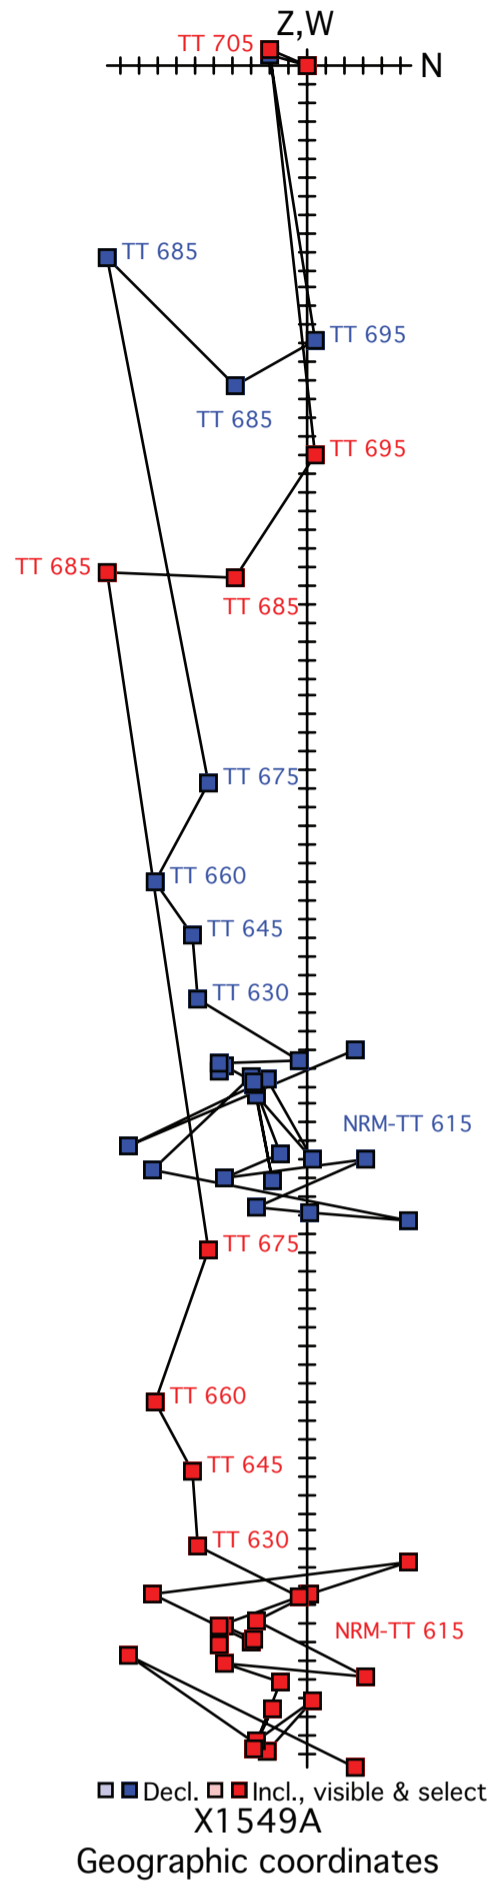 Z,W
TT 705
N
TT 685
TT 695
TT 685
TT 695
TT 685
TT 685
TT 675
TT 660
TT 645
TT 630
NRM-TT 615
TT 675
TT 660
TT 645
TT 630
NRM-TT 615
Decl. Incl., visible & select
X1549A
Geographic coordinates